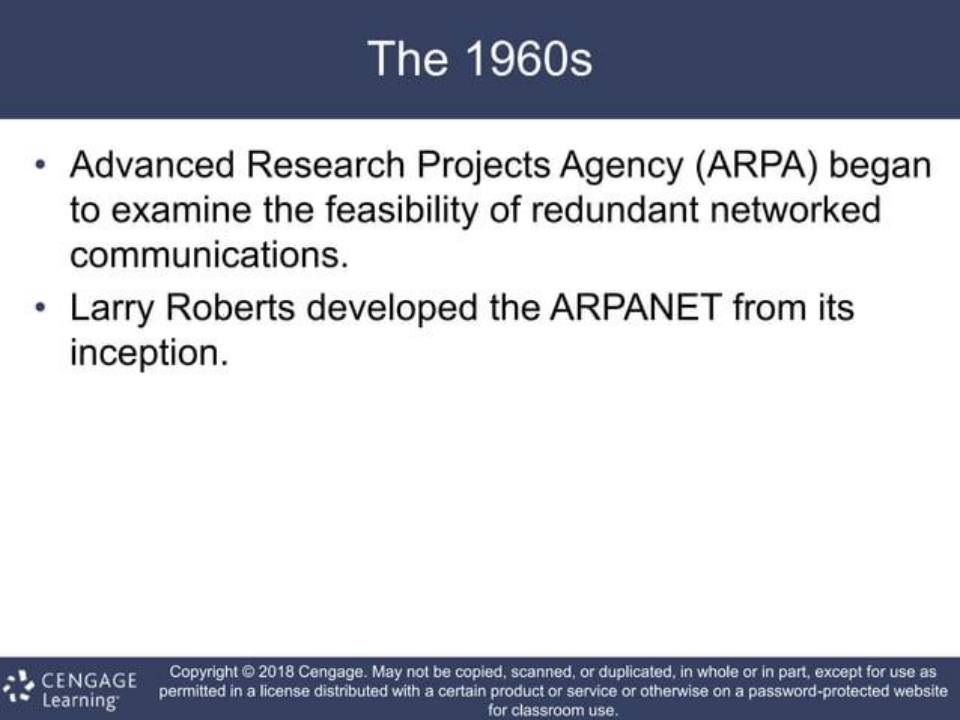 The 1960s
• Advanced Research Projects Agency (ARPA) began
to examine the feasibility of redundant networked
communications.
• Larry Roberts developed the ARPANET from its
inception.
CENGAGE
Learning™
Copyright © 2018 Cengage. May not be copied, scanned, or duplicated, in whole or in part, except for use as
permitted in a license distributed with a certain product or service or otherwise on a password-protected website
for classroom use.